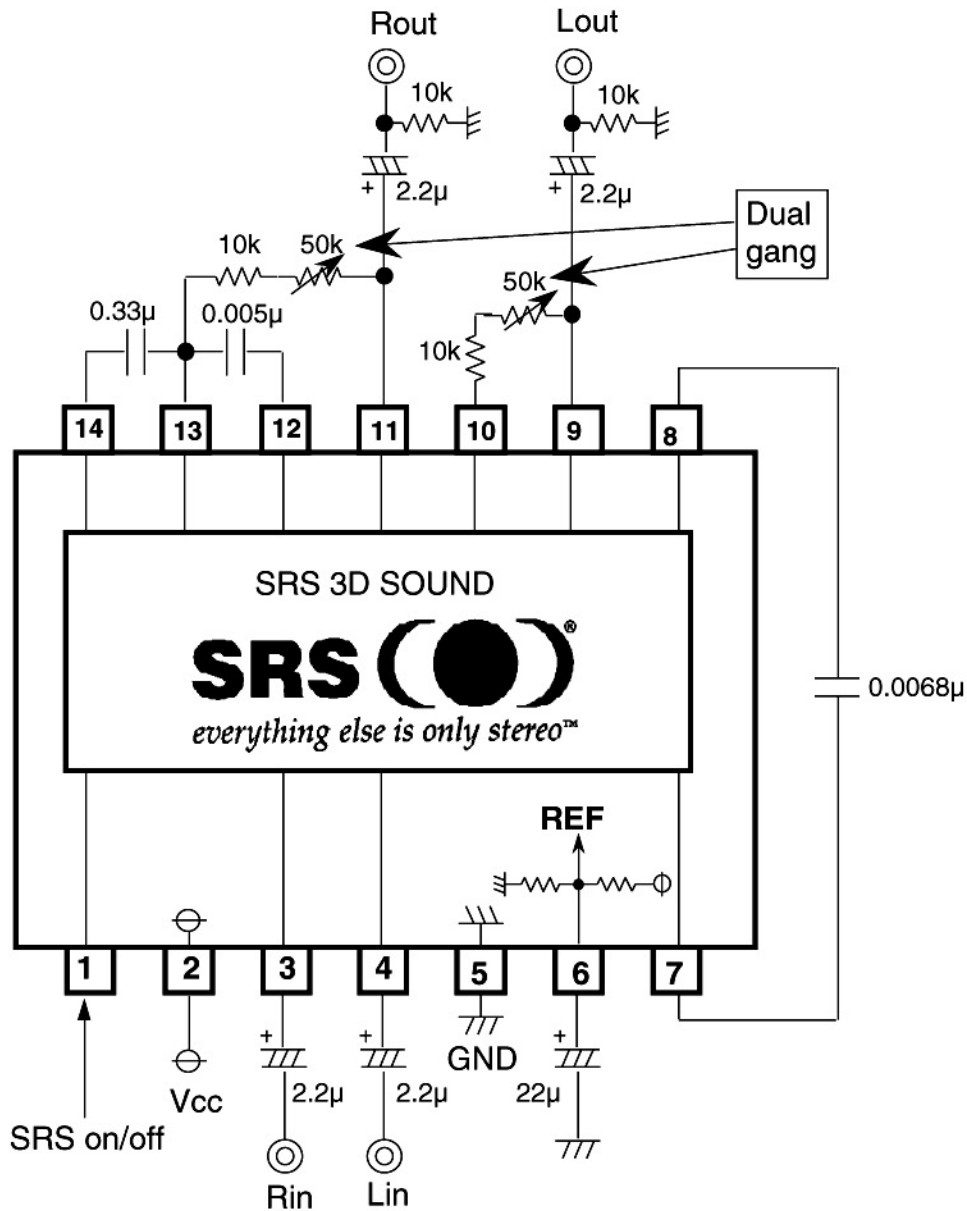 Rout Lout
10k 10k
+ 2.2µ + 2.2µ
Dual
gang
10k 50k
50k
0.33µ 0.005µ
10k
14 13 12 11 10 9 8
SRS 3D SOUND
SRS ®
everything else is only stereo™
0.0068µ
REF
1 2 3 4 5 6 7
+ + GND +
2.2µ 2.2µ 22µ
Vcc
SRS on/off
Rin Lin